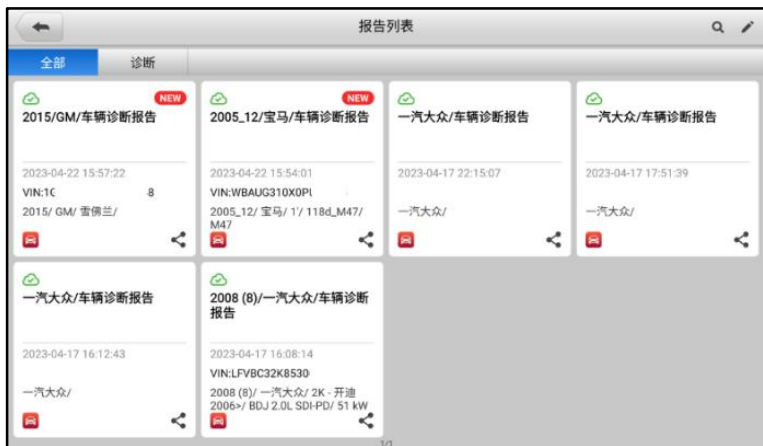 报告列表
全部
诊断
NEW
2015/GM/车辆诊断报告
2023-04-22 15:57:22
VIN:1
8
2015/ GM/ 雪佛兰/
NEW
2005_12/宝马/车辆诊断报告
2023-04-22 15:54:01
VIN:WBAUG310X0P
2005_12/ 宝马/ 1'/ 118d_M47/
M47
一汽大众/车辆诊断报告
2023-04-17 22:15:07
一汽大众/
一汽大众/车辆诊断报告
2023-04-17 17:51:39
一汽大众/
一汽大众/车辆诊断报告
2023-04-17 16:12:43
一汽大众/
2008 (8)/一汽大众/车辆诊断
报告
2023-04-17 16:08:14
VIN:LFVBC32K8530
2008 (8)/ 一汽大众/ 2K - 开迪
2006>/ BDJ 2.0L SDI-PD/ 51 kW
1/1